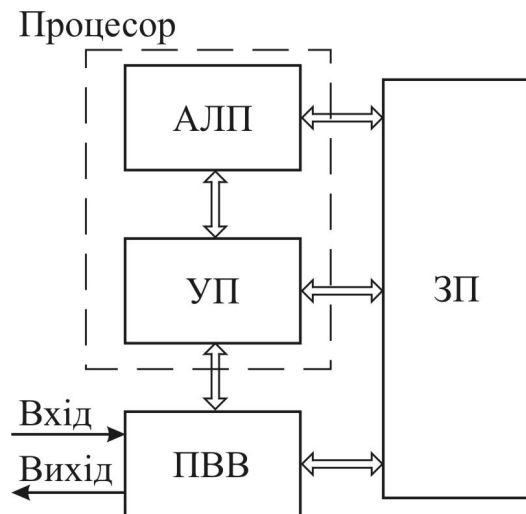 Процесор
АЛП
УП
ЗП
Вхід
Вихід
ПВВ